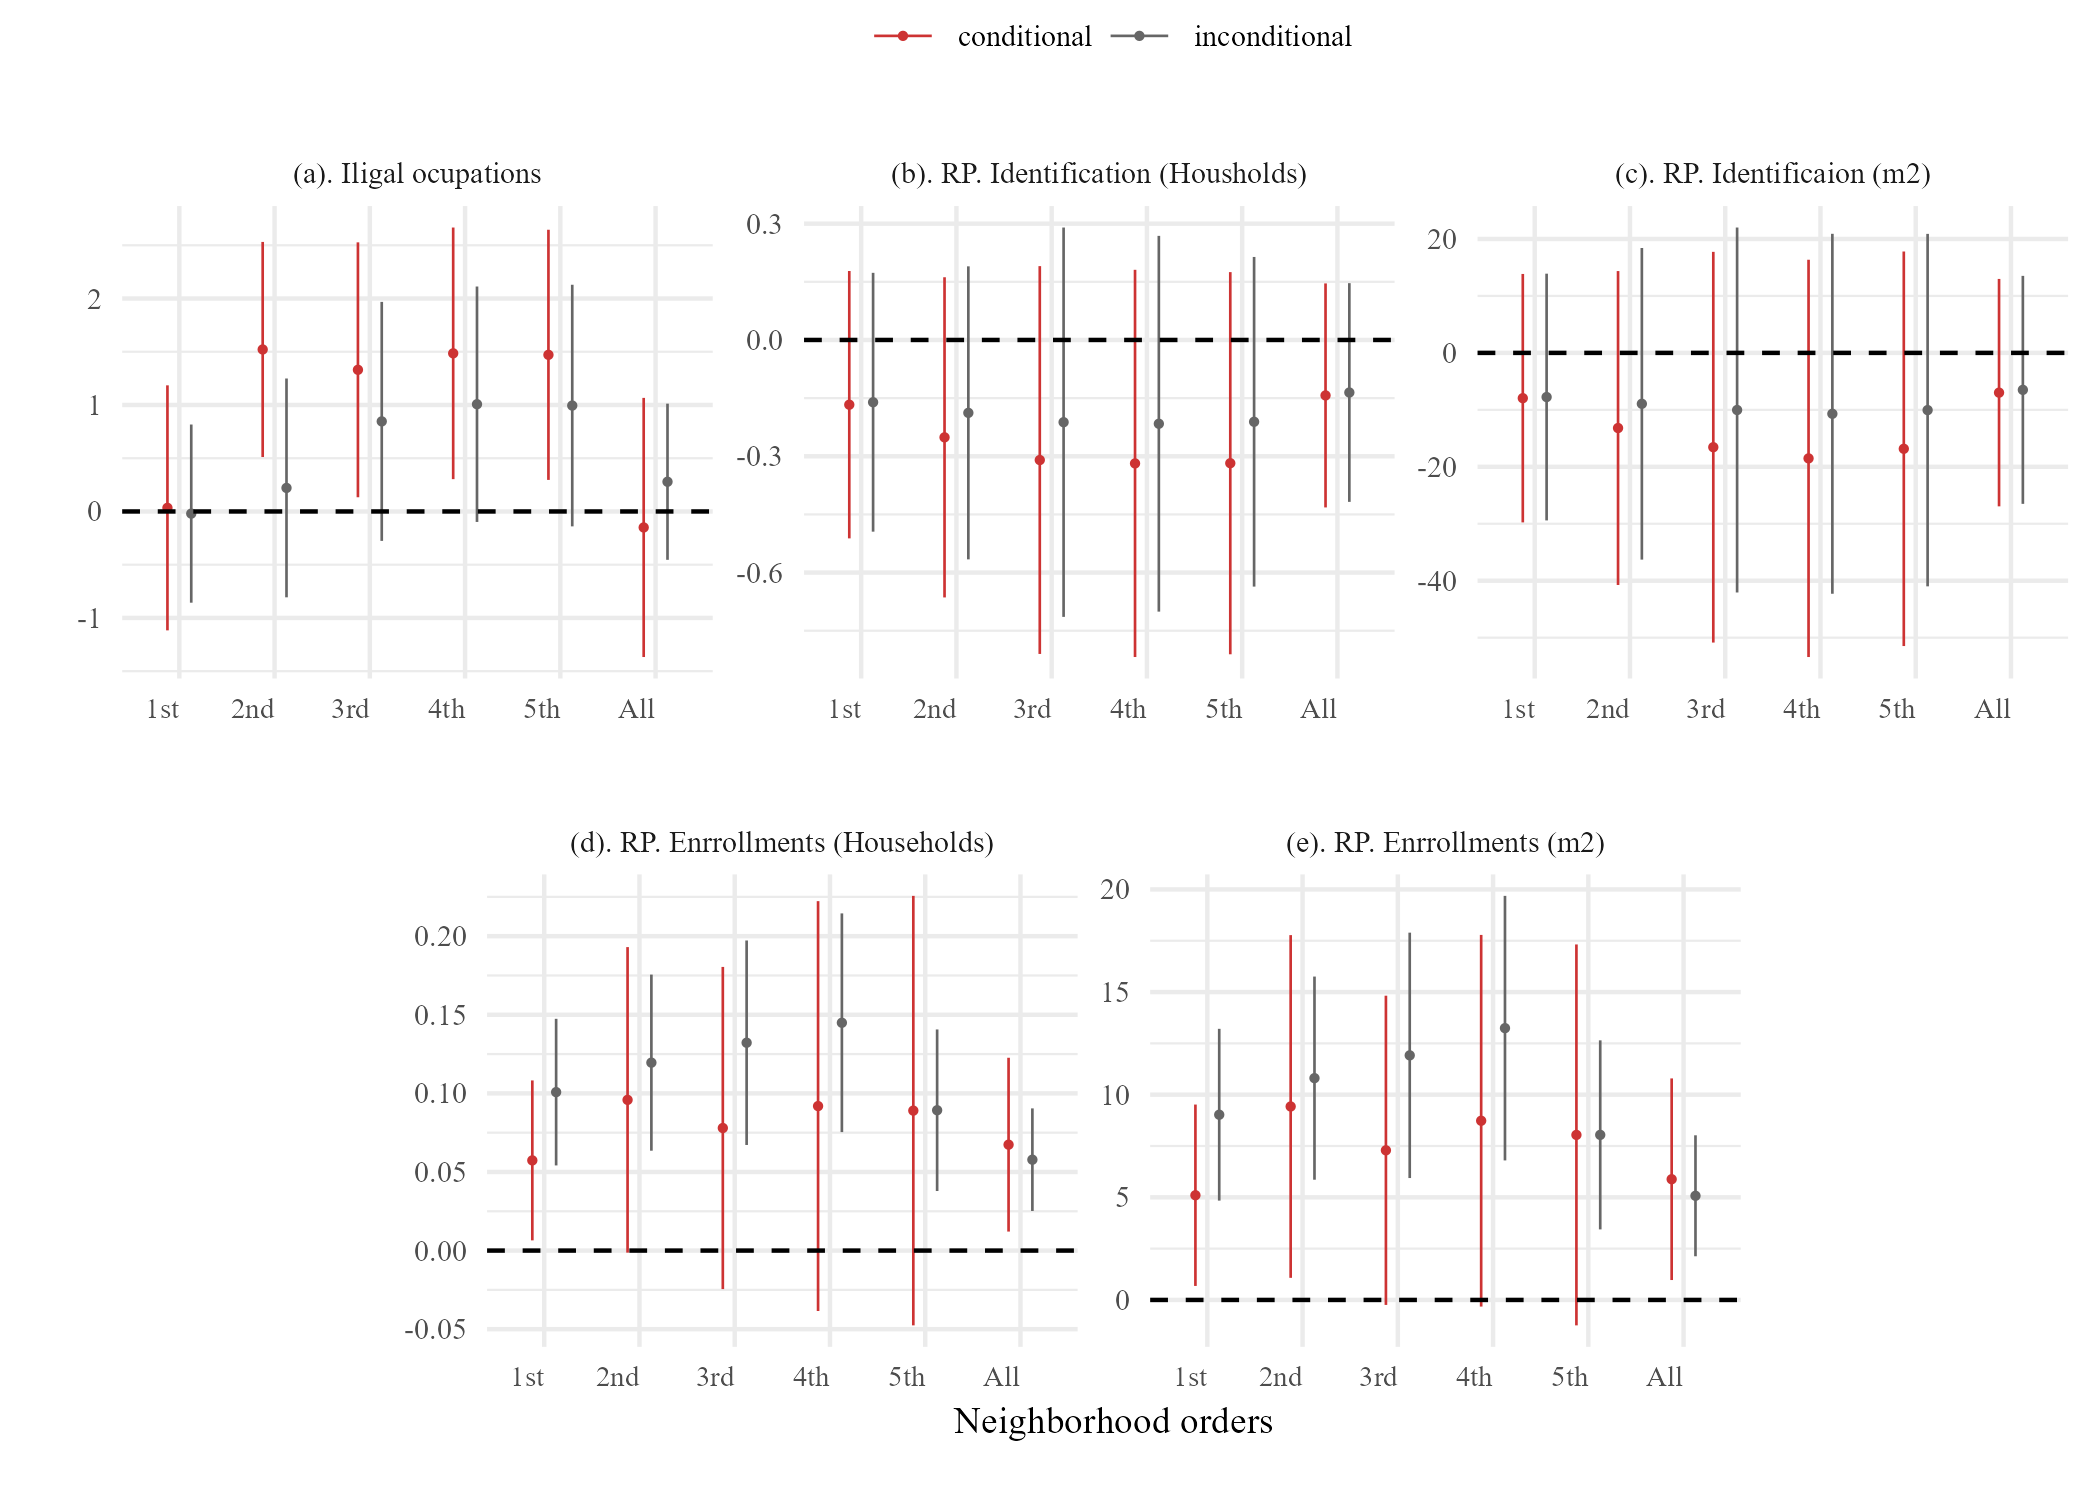 conditional inconditional
(a). Iligal ocupations
2
1
0
-1
1st 2nd 3rd 4th 5th All
(b). RP. Identification (Housholds)
0.3
0.0
-0.3
-0.6
1st 2nd 3rd 4th 5th All
(c). RP. Identificaion (m2)
20
0
-20
-40
1st 2nd 3rd 4th 5th All
(d). RP. Enrrollments (Households)
0.20
0.15
0.10
0.05
0.00
-0.05
1st 2nd 3rd 4th 5th All
(e). RP. Enrrollments (m2)
20
15
10
5
0
1st 2nd 3rd 4th 5th All
Neighborhood orders